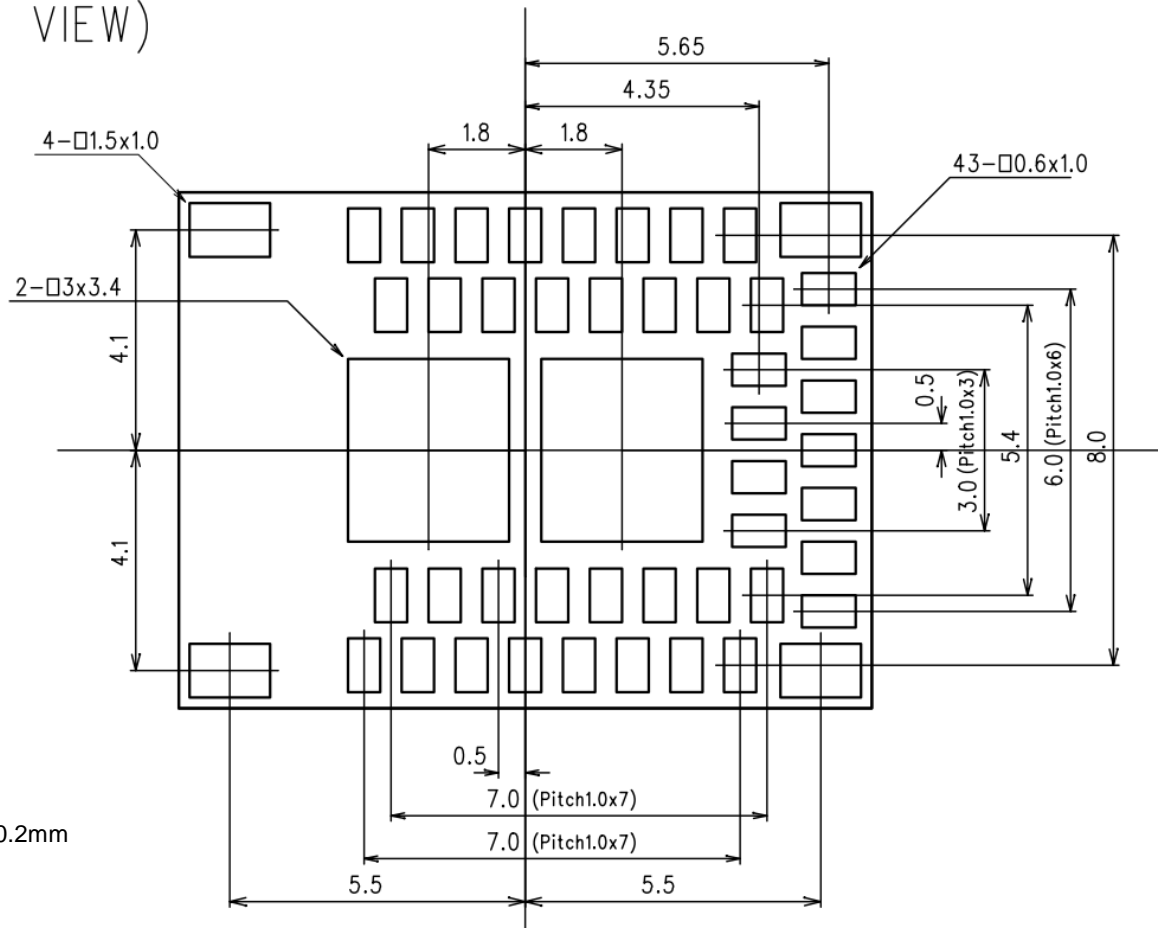 VIEW)
5.65
4.35
1.8
1.8
4-□1.5x1.0
43-□0.6x1.0
2-□3x3.4
4.1
4.1
0.5
3.0 (Pitch1.0x3)
5.4
6.0 (Pitch1.0x6)
8.0
0.5
7.0 (Pitch1.0x7)
7.0 (Pitch1.0x7)
0.2mm
5.5
5.5